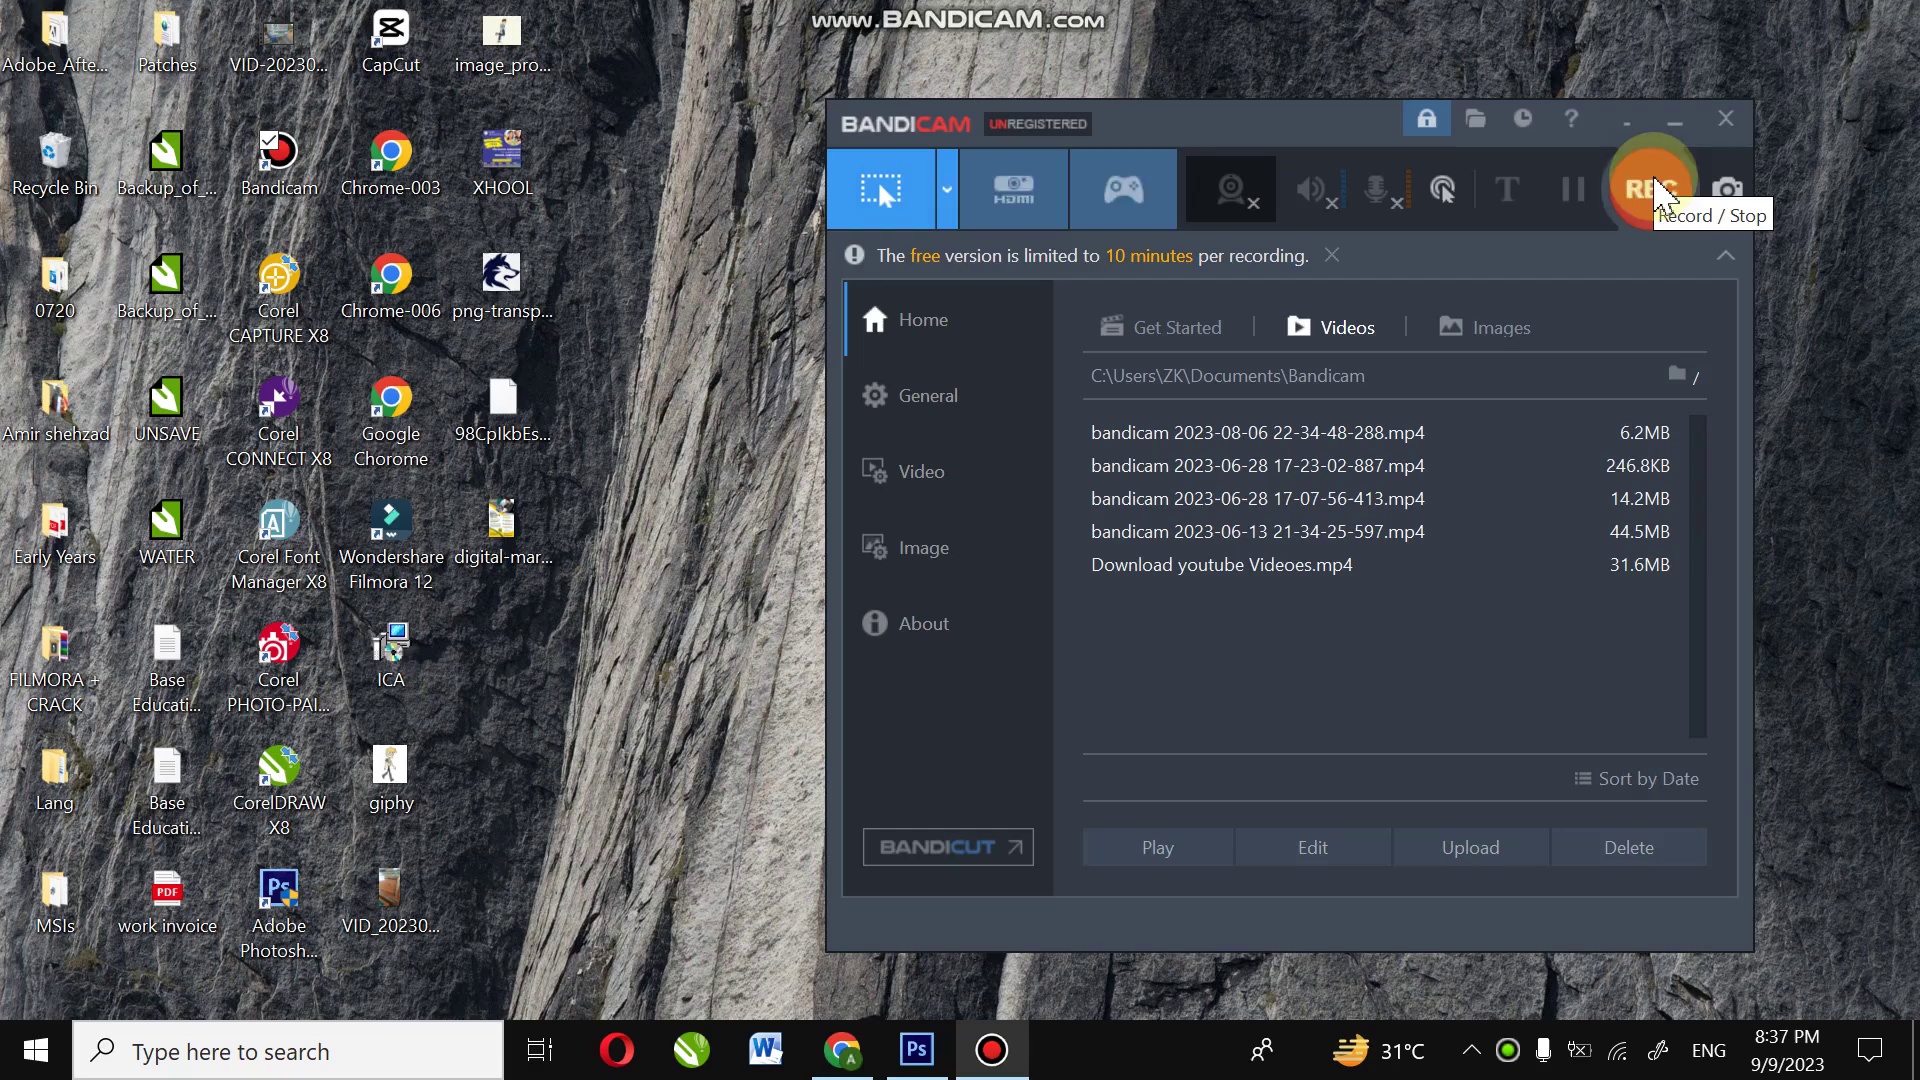 www.BANDICAM.com
Adobe_Afte...
Patches
VID-20230...
CapCut
image_pro...
Recycle Bin
Backup_of_...
Bandicam
Chrome-003
XHOOL
0720
Backup_of_...
Corel
CAPTURE X8
Chrome-006
png-transp...
Amir shehzad
UNSAVE
Corel
CONNECT X8
Google
Chorome
98CpIkbEs...
Early Years
WATER
Corel Font
Manager X8
Wondershare
Filmora 12
digital-mar...
FILMORA +
CRACK
Base
Educati...
Corel
PHOTO-PAI...
ICA
Lang
Base
Educati...
CorelDRAW
X8
giphy
MSIs
PDF
work invoice
Ps
Adobe
Photosh...
VID_20230...
BANDICAM UNREGISTERED
HDMI
T
REC
Record / Stop
The free version is limited to 10 minutes per recording.
Home
General
Video
Image
About
BANDICUT
Get Started
Videos
Images
C:\Users\ZK\Documents\Bandicam
bandicam 2023-08-06 22-34-48-288.mp4 6.2MB
bandicam 2023-06-28 17-23-02-887.mp4 246.8KB
bandicam 2023-06-28 17-07-56-413.mp4 14.2MB
bandicam 2023-06-13 21-34-25-597.mp4 44.5MB
Download youtube Videoes.mp4 31.6MB
Sort by Date
Play Edit Upload Delete
Type here to search
Ps
31°C
ENG
8:37 PM
9/9/2023